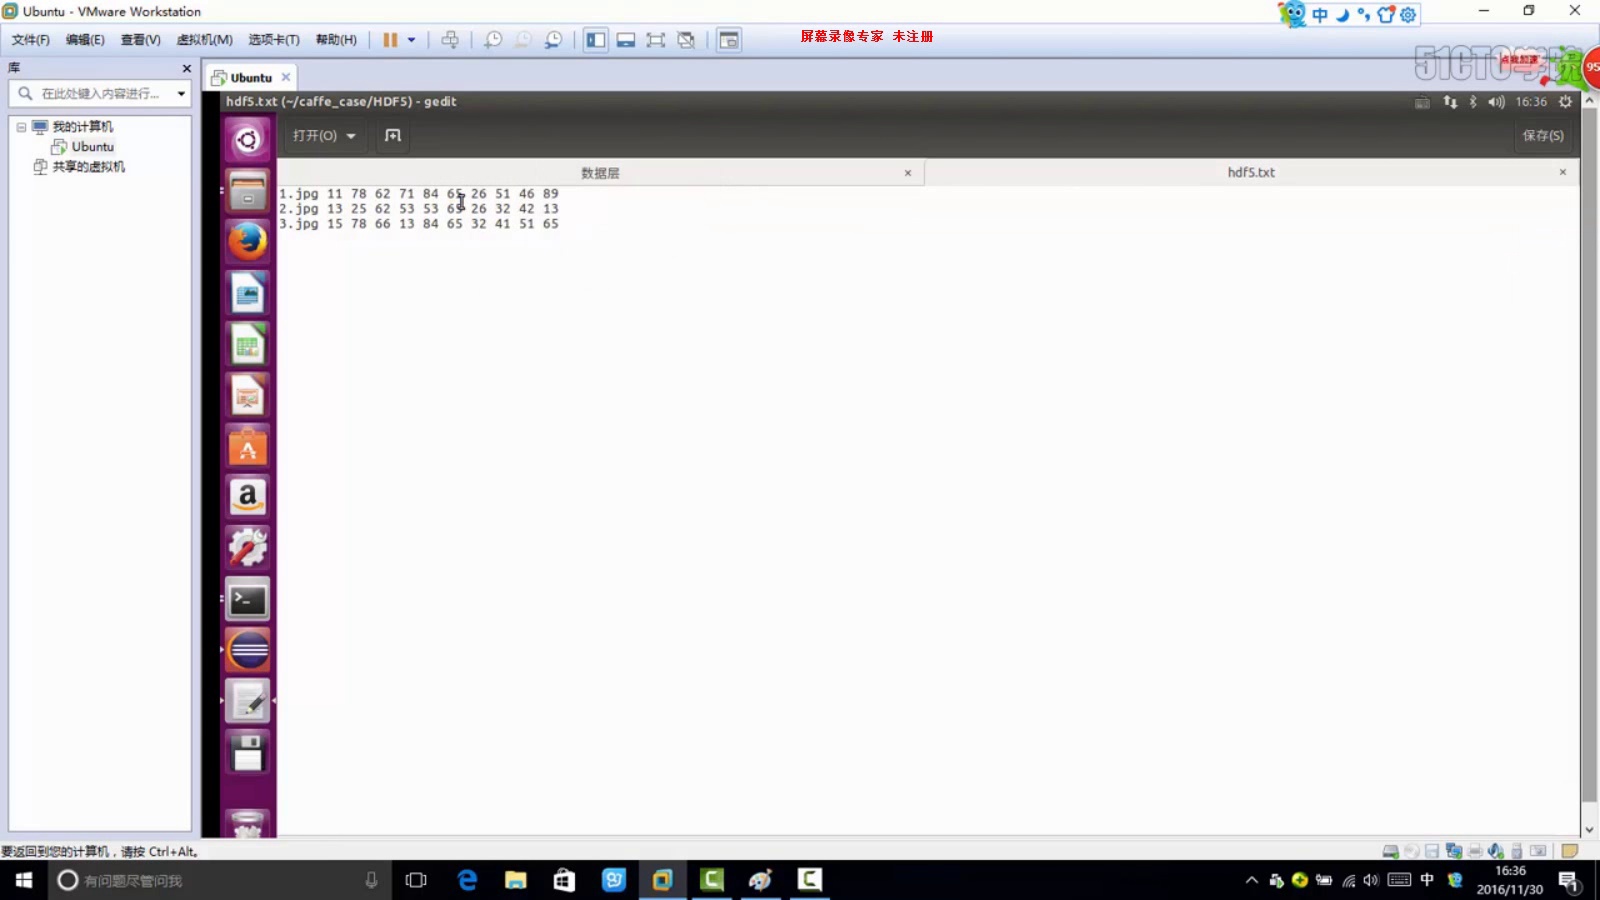 Ubuntu - VMware Workstation
中
文件(F) 编辑(E) 查看(V) 虚拟机(M) 选项卡(T) 帮助(H)
屏幕录像专家 未注册
51CTO学院
点我加速
95
库
在此处键入内容进行...
我的计算机
Ubuntu
共享的虚拟机
Ubuntu
hdf5.txt (~/caffe_case/HDF5) - gedit
16:36
打开(O)
保存(S)
数据层
hdf5.txt
1.jpg 11 78 62 71 84 65 26 51 46 89
2.jpg 13 25 62 53 53 65 26 32 42 13
3.jpg 15 78 66 13 84 65 32 41 51 65
要返回到您的计算机，请按 Ctrl+Alt。
有问题尽管问我
中
16:36
2016/11/30
1